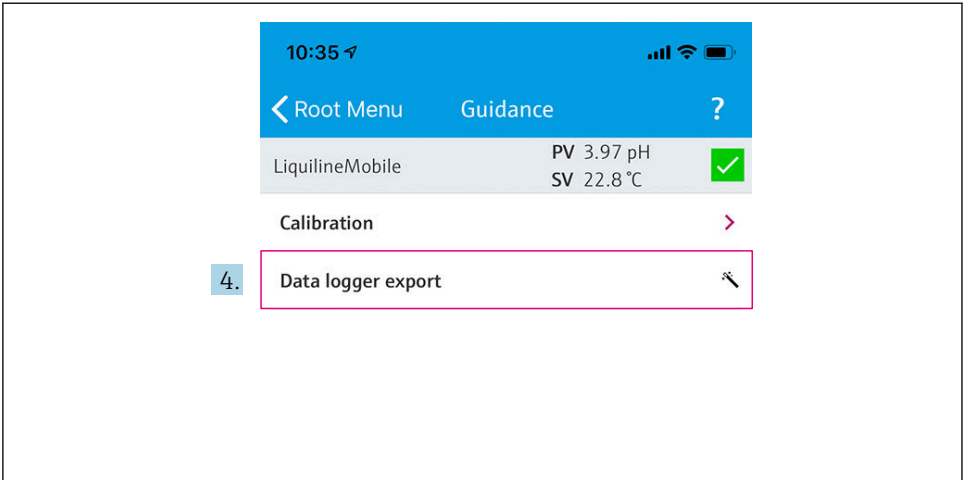 10:35
Root Menu Guidance ?
LiquilineMobile PV 3.97 pH
SV 22.8 °C
Calibration
4. Data logger export